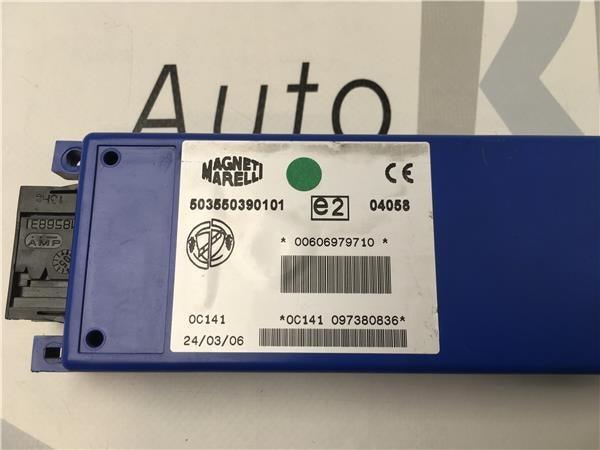 Auto K
MAGNETI
MARELLI
CE
503550390101
e2
04058
* 00606979710 *
0C141
*0C141 097380836*
24/03/06
AMP